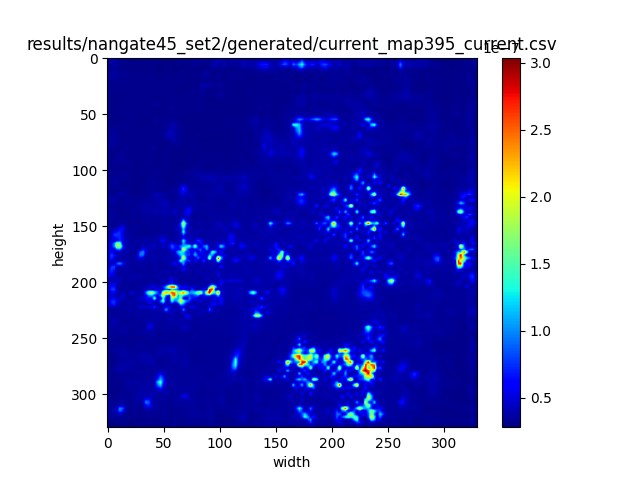 results/nangate45_set2/generated/current_map395_current.csv
1e−7
0
50
100
150
200
250
300
height
0 50 100 150 200 250 300
width
3.0
2.5
2.0
1.5
1.0
0.5